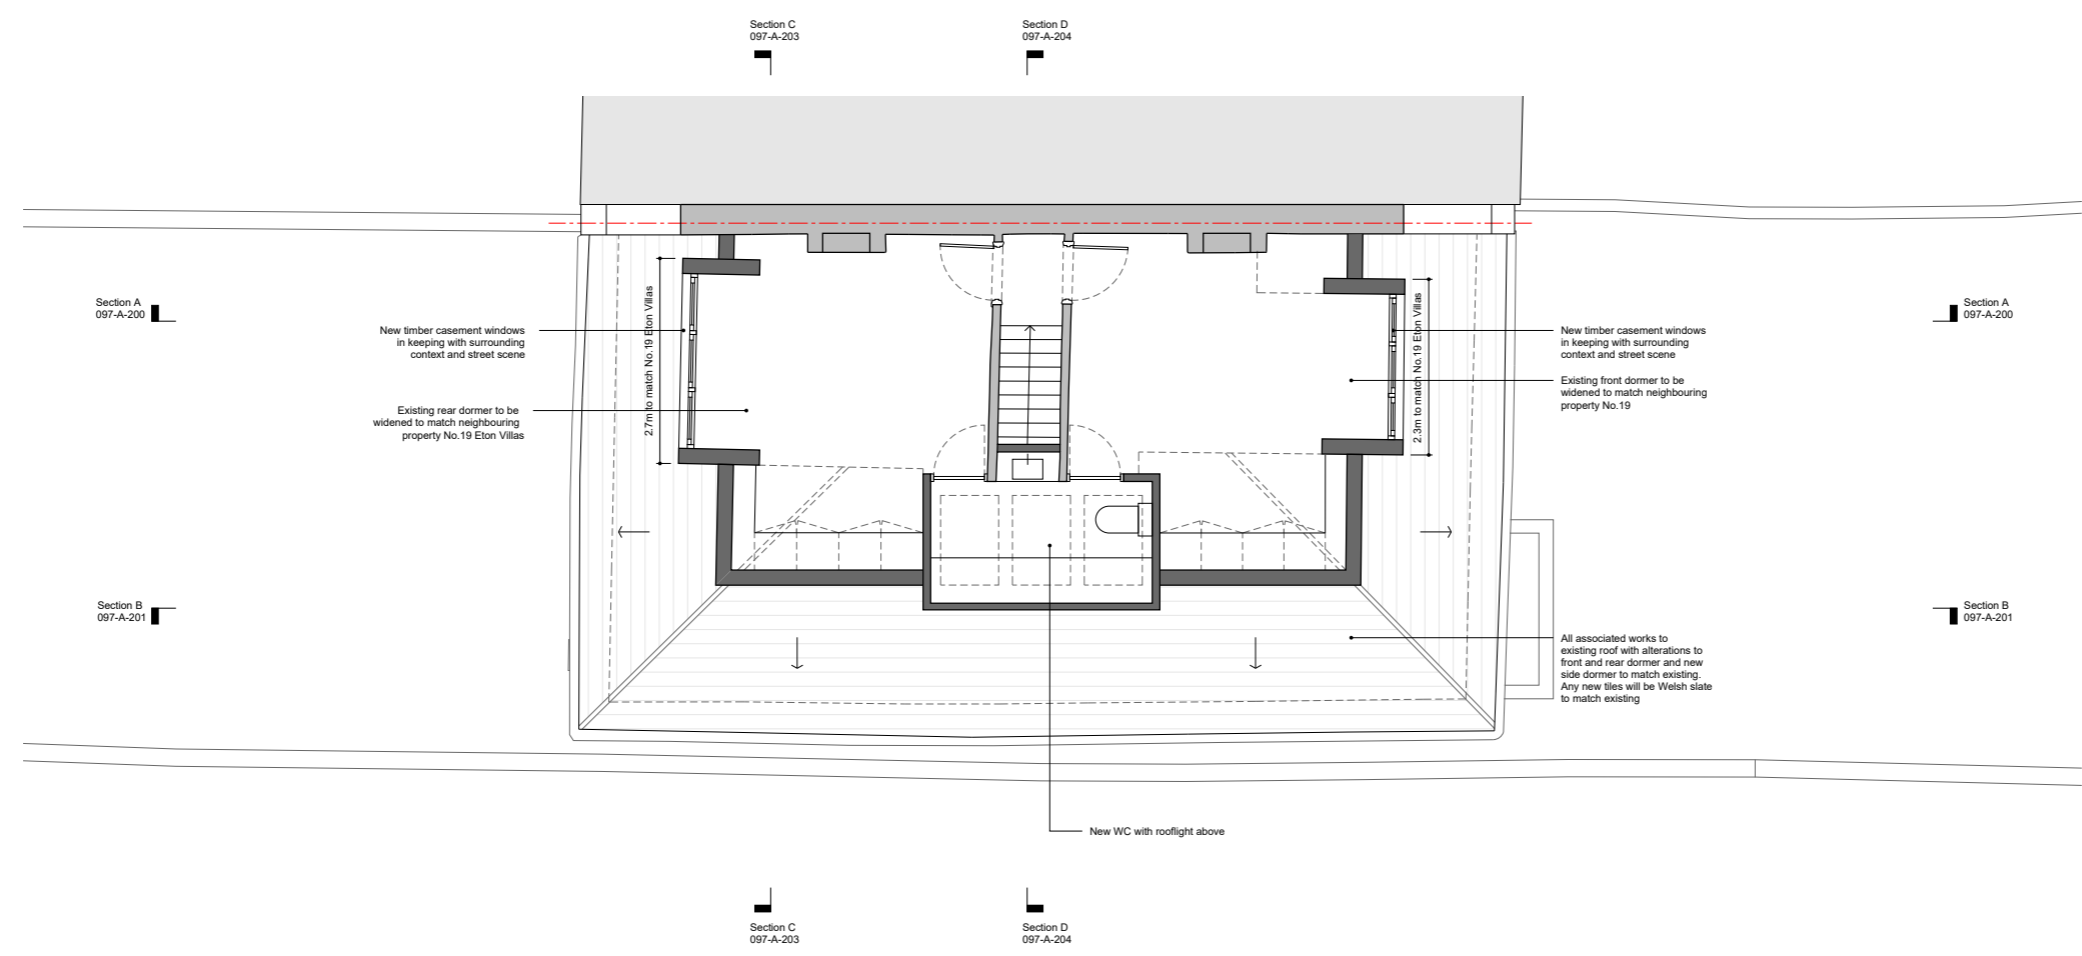 Section C
097-A-203
Section D
097-A-204
Section A
097-A-200
Section A
097-A-200
New timber casement windows
in keeping with surrounding
context and street scene
2.7m to match No.19 Eton Villas
2.3m to match No.19 Eton Villas
New timber casement windows
in keeping with surrounding
context and street scene
Existing rear dormer to be
widened to match neighbouring
property No.19 Eton Villas
Existing front dormer to be
widened to match neighbouring
property No.19
Section B
097-A-201
Section B
097-A-201
All associated works to
existing roof with alterations to
front and rear dormer and new
side dormer to match existing.
Any new tiles will be Welsh slate
to match existing
New WC with rooflight above
Section C
097-A-203
Section D
097-A-204